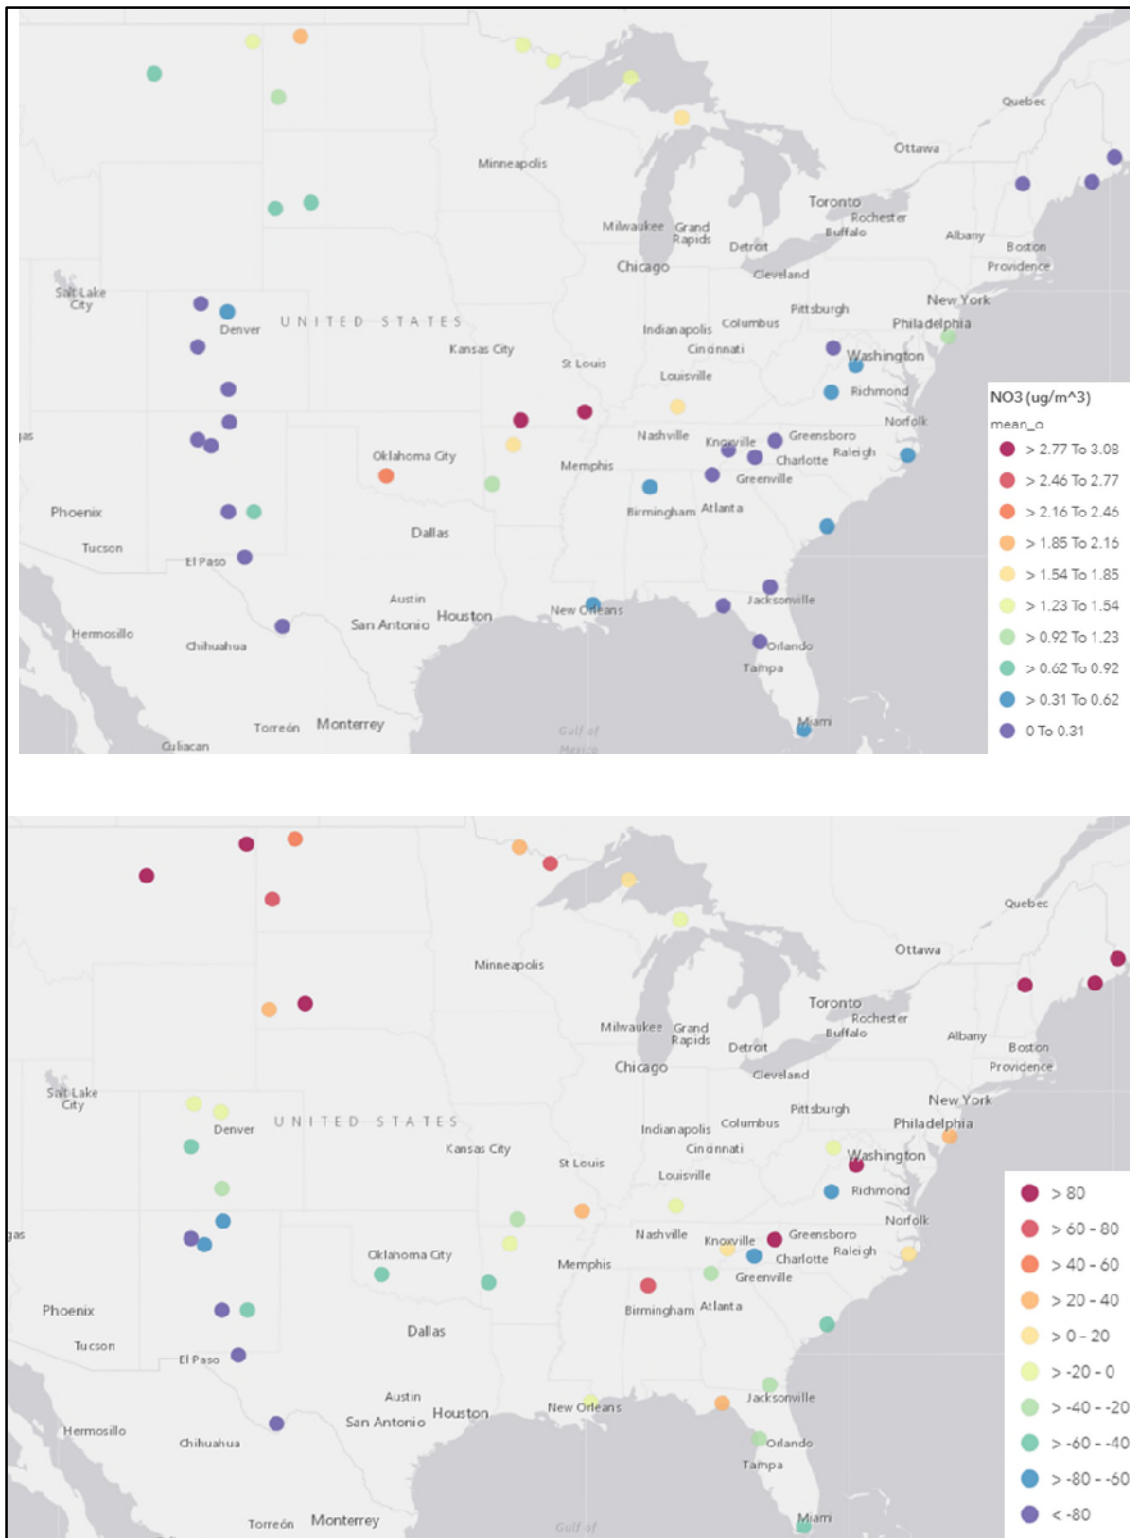 Quebec
Ottawa
Minneapolis
Toronto
Rochester
Milwaukee Grand Rapids Buffalo
Detroit Albany Boston
Chicago Cleveland Providence
Salt Lake City
New York
Pittsburgh
Denver UNITED STATES Indianapolis Columbus Philadelphia
Kansas City Cincinnati Washington
St Louis
Louisville Richmond
NO3 (ug/m^3)
mean_o
gas Nashville Knoxville Greensboro Norfolk
Oklahoma City Memphis Charlotte Raleigh
Greenville
Phoenix Birmingham Atlanta
Dallas
Tucson
El Paso
Austin Jacksonville
New Orleans
Houston
San Antonio
Hermosillo
Chihuahua Orlando
Tampa
Torreón Monterrey Miami
Gulf of Mexico
Culiacan
> 2.77 To 3.08
> 2.46 To 2.77
> 2.16 To 2.46
> 1.85 To 2.16
> 1.54 To 1.85
> 1.23 To 1.54
> 0.92 To 1.23
> 0.62 To 0.92
> 0.31 To 0.62
0 To 0.31
Quebec
Ottawa
Minneapolis
Toronto
Rochester
Milwaukee Grand Rapids Buffalo
Detroit Albany Boston
Chicago Cleveland Providence
Salt Lake City
New York
Pittsburgh
Denver UNITED STATES Indianapolis Columbus Philadelphia
Kansas City Cincinnati Washington
St Louis
Louisville Richmond
gas Nashville Knoxville Greensboro Norfolk
Oklahoma City Memphis Charlotte Raleigh
Greenville
Phoenix Birmingham Atlanta
Dallas
Tucson
El Paso
Austin Jacksonville
New Orleans
Houston
San Antonio
Hermosillo
Chihuahua Orlando
Tampa
Torreón Monterrey Miami
Gulf of
> 80
> 60 - 80
> 40 - 60
> 20 - 40
> 0 - 20
> -20 - 0
> -40 - -20
> -60 - -40
> -80 - -60
< -80